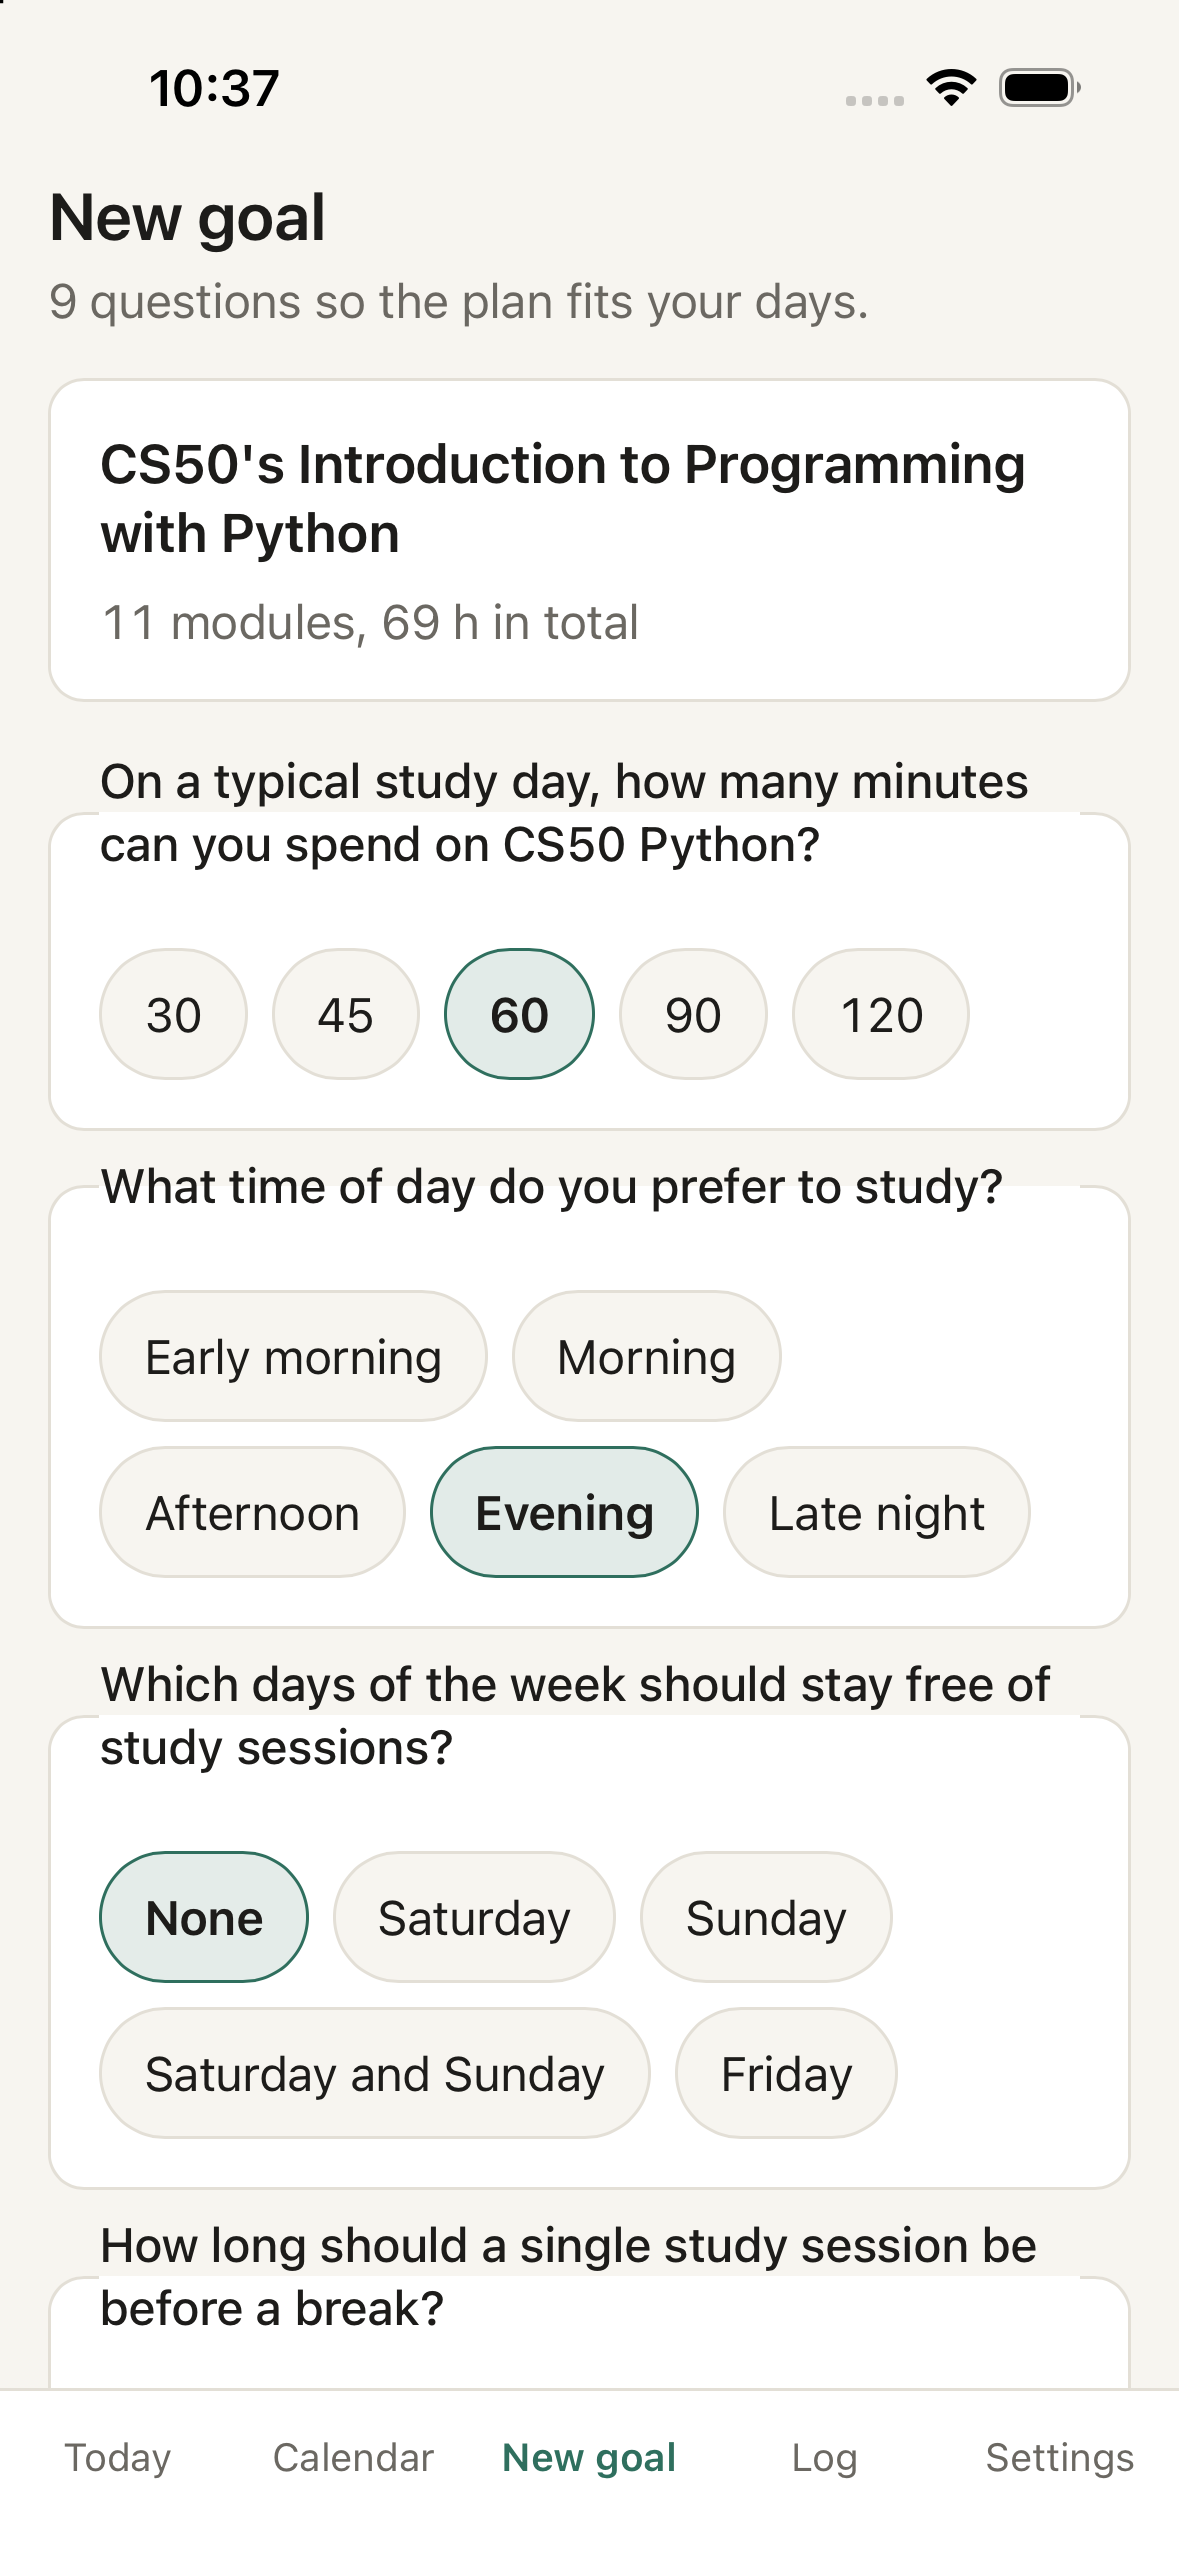 10:37
New goal
9 questions so the plan fits your days.
CS50's Introduction to Programming
with Python
11 modules, 69 h in total
On a typical study day, how many minutes
can you spend on CS50 Python?
30 45 60 90 120
What time of day do you prefer to study?
Early morning Morning
Afternoon Evening Late night
Which days of the week should stay free of
study sessions?
None Saturday Sunday
Saturday and Sunday Friday
How long should a single study session be
before a break?
Today Calendar New goal Log Settings